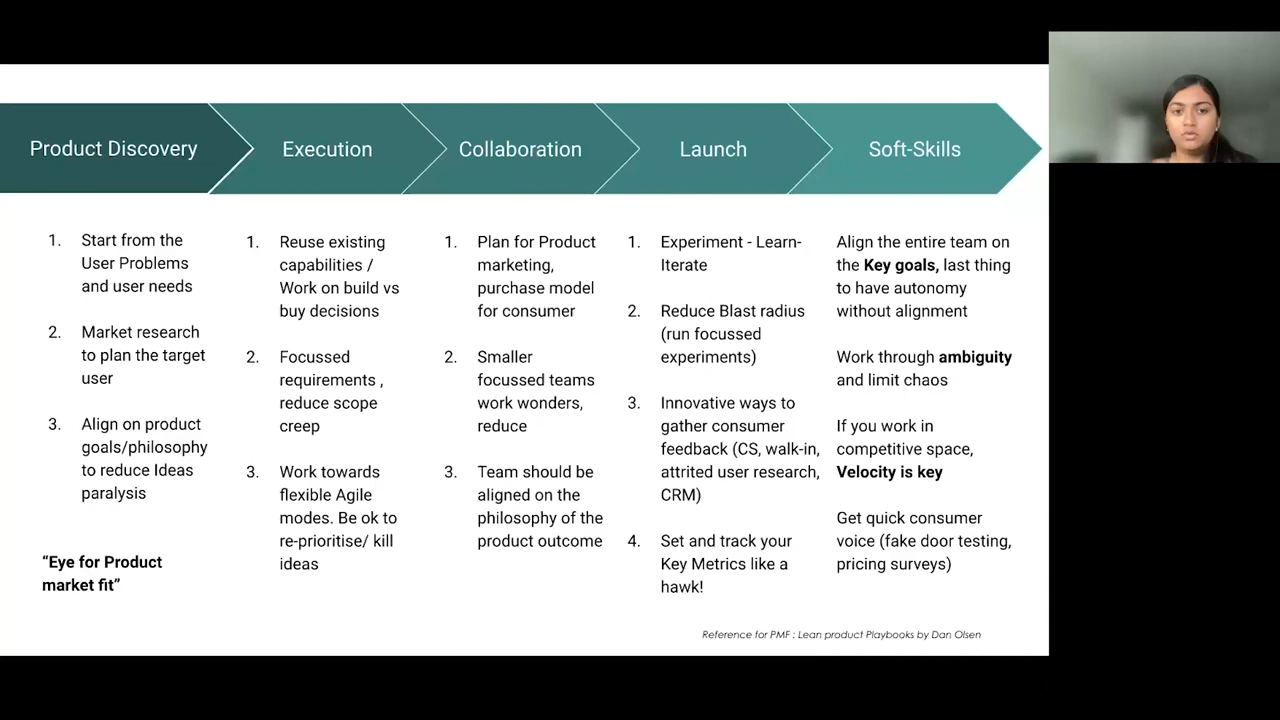 Product Discovery
Execution
Collaboration
Launch
Soft-Skills
1. Start from the
User Problems
and user needs
2. Market research
to plan the target
user
3. Align on product
goals/philosophy
to reduce Ideas
paralysis
“Eye for Product
market fit”
1. Reuse existing
capabilities /
Work on build vs
buy decisions
2. Focussed
requirements ,
reduce scope
creep
3. Work towards
flexible Agile
modes. Be ok to
re-prioritise/ kill
ideas
1. Plan for Product
marketing,
purchase model
for consumer
2. Smaller
focussed teams
work wonders,
reduce
3. Team should be
aligned on the
philosophy of the
product outcome
1. Experiment - Learn-
Iterate
2. Reduce Blast radius
(run focussed
experiments)
3. Innovative ways to
gather consumer
feedback (CS, walk-in,
attrited user research,
CRM)
4. Set and track your
Key Metrics like a
hawk!
Align the entire team on
the Key goals, last thing
to have autonomy
without alignment
Work through ambiguity
and limit chaos
If you work in
competitive space,
Velocity is key
Get quick consumer
voice (fake door testing,
pricing surveys)
Reference for PMF : Lean product Playbooks by Dan Olsen